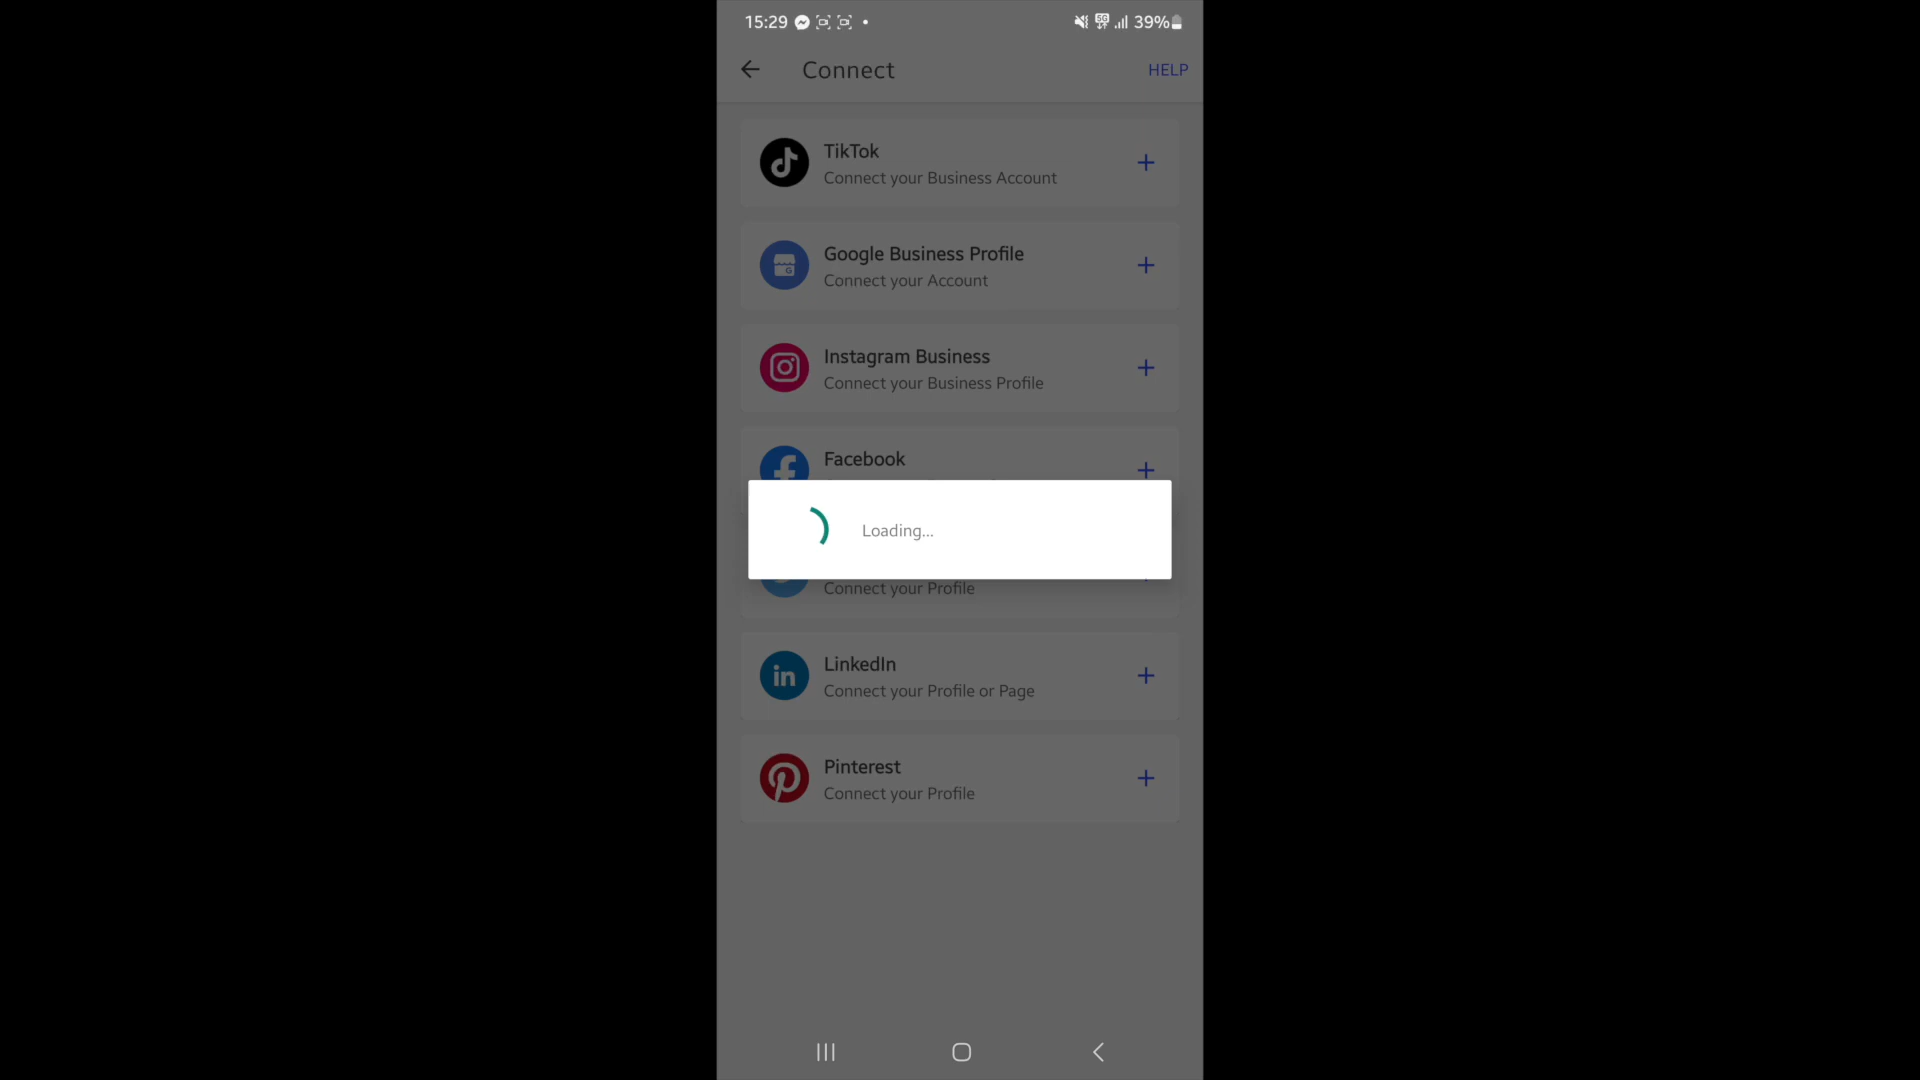 15:29 39%
Connect HELP
TikTok
Connect your Business Account
Google Business Profile
Connect your Account
Instagram Business
Connect your Business Profile
Facebook
Loading...
Connect your Profile
LinkedIn
Connect your Profile or Page
Pinterest
Connect your Profile